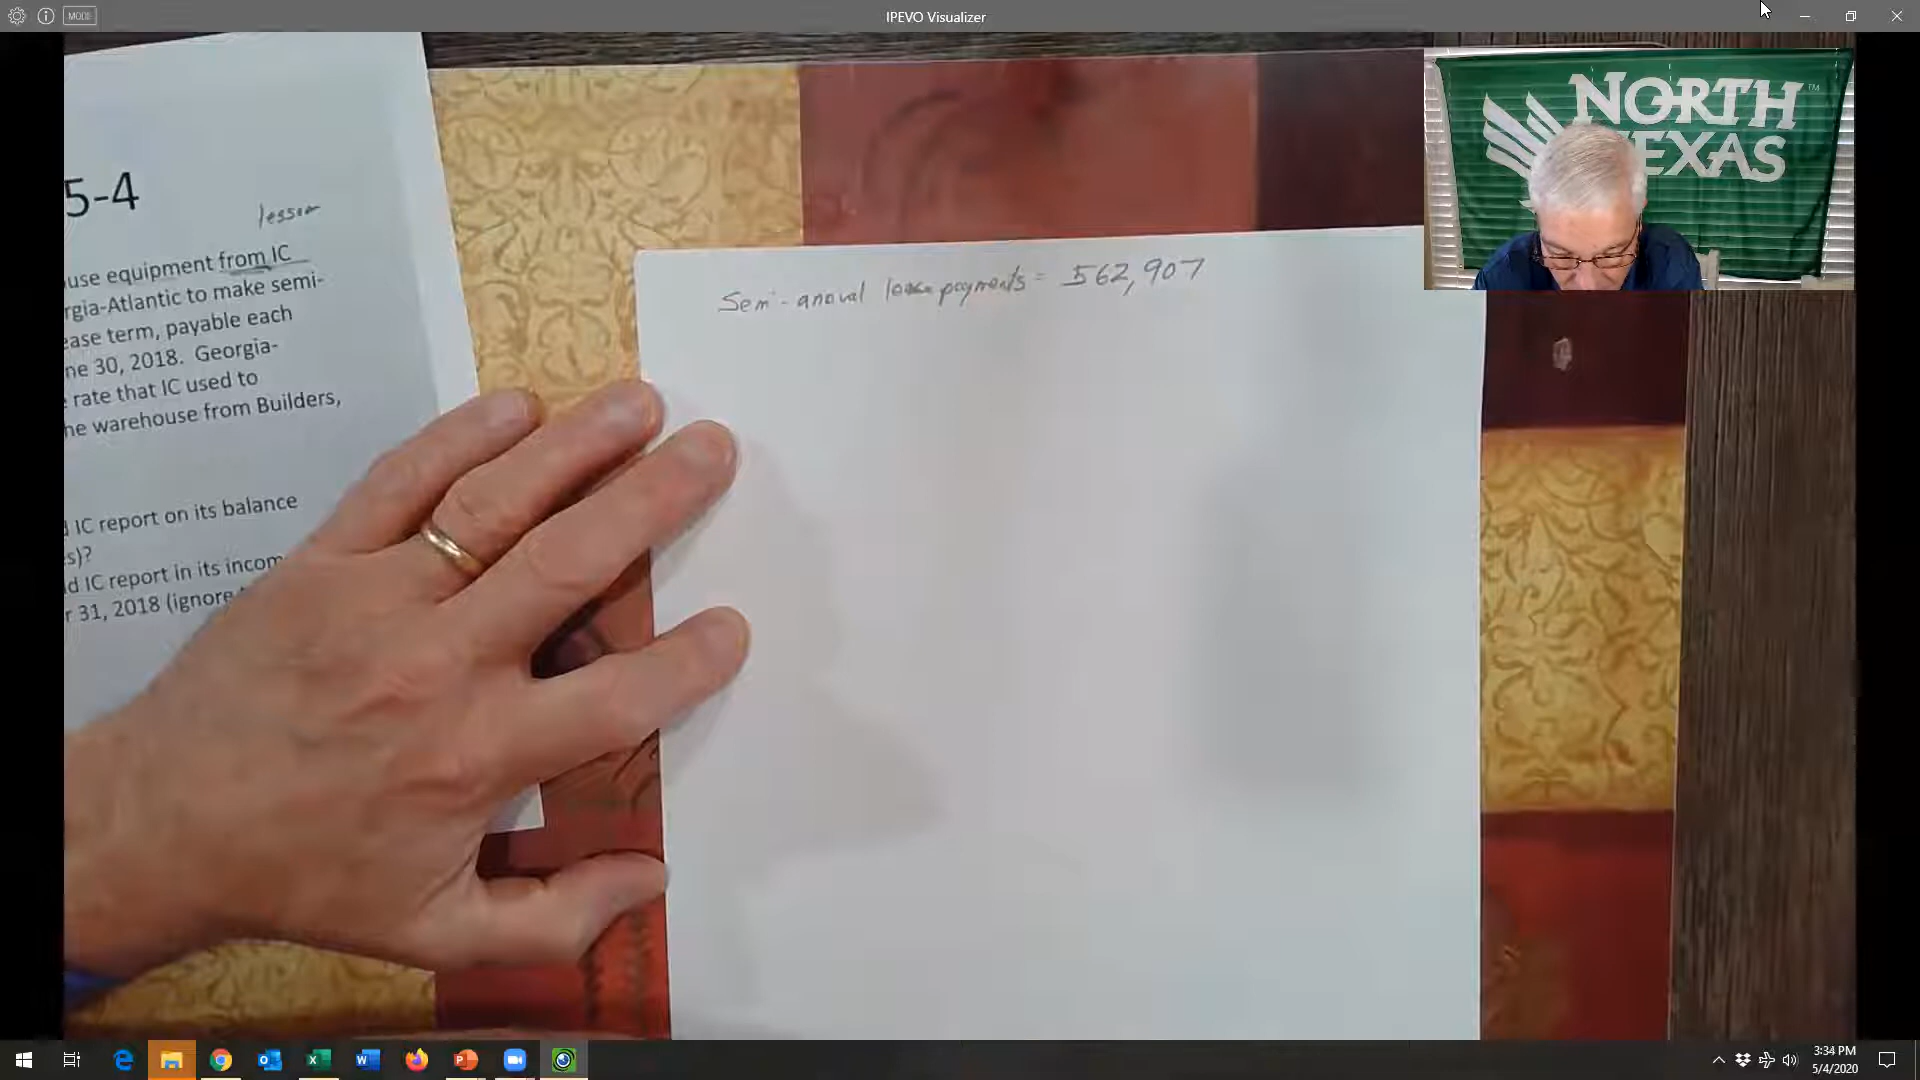 MODE
IPEVO Visualizer
5-4
lessor
use equipment from IC
rgia-Atlantic to make semi-
ease term, payable each
ne 30, 2018. Georgia-
rate that IC used to
he warehouse from Builders,
d IC report on its balance
s)?
d IC report in its incom
r 31, 2018 (ignore
Semi-anual lease payments = 562,907
NORTH
TEXAS
TM
3:34 PM
5/4/2020